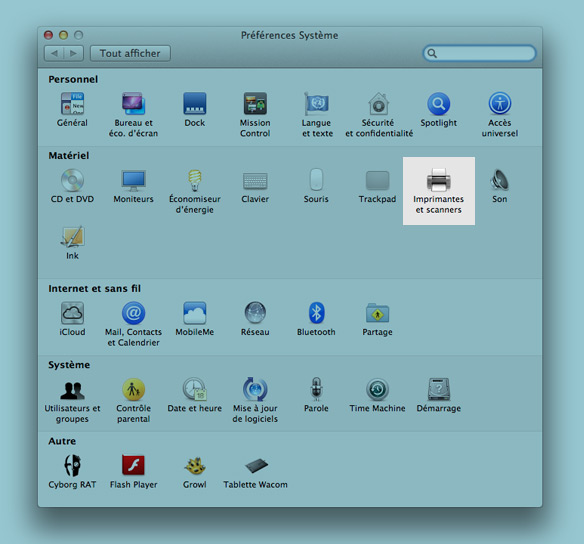 Préférences Système
Tout afficher
Personnel
Général
Bureau et
éco. d'écran
Dock
Mission
Control
Langue
et texte
Sécurité
et confidentialité
Spotlight
Accès
universel
Matériel
CD et DVD
Moniteurs
Économiseur
d'énergie
Clavier
Souris
Trackpad
Imprimantes
et scanners
Son
Ink
Internet et sans fil
iCloud
Mail, Contacts
et Calendrier
MobileMe
Réseau
Bluetooth
Partage
Système
Utilisateurs et
groupes
Contrôle
parental
Date et heure
Mise à jour
de logiciels
Parole
Time Machine
Démarrage
Autre
Cyborg RAT
Flash Player
Growl
Tablette Wacom